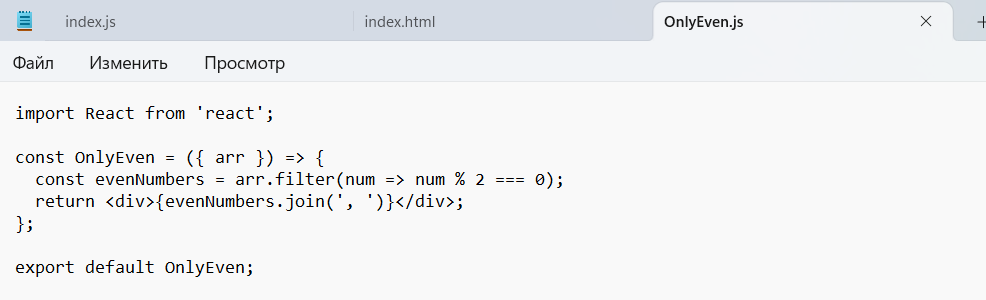 index.js
index.html
OnlyEven.js
Файл
Изменить
Просмотр
import React from 'react';
const OnlyEven = ({ arr }) => {
  const evenNumbers = arr.filter(num => num % 2 === 0);
  return <div>{evenNumbers.join(', ')}</div>;
};
export default OnlyEven;